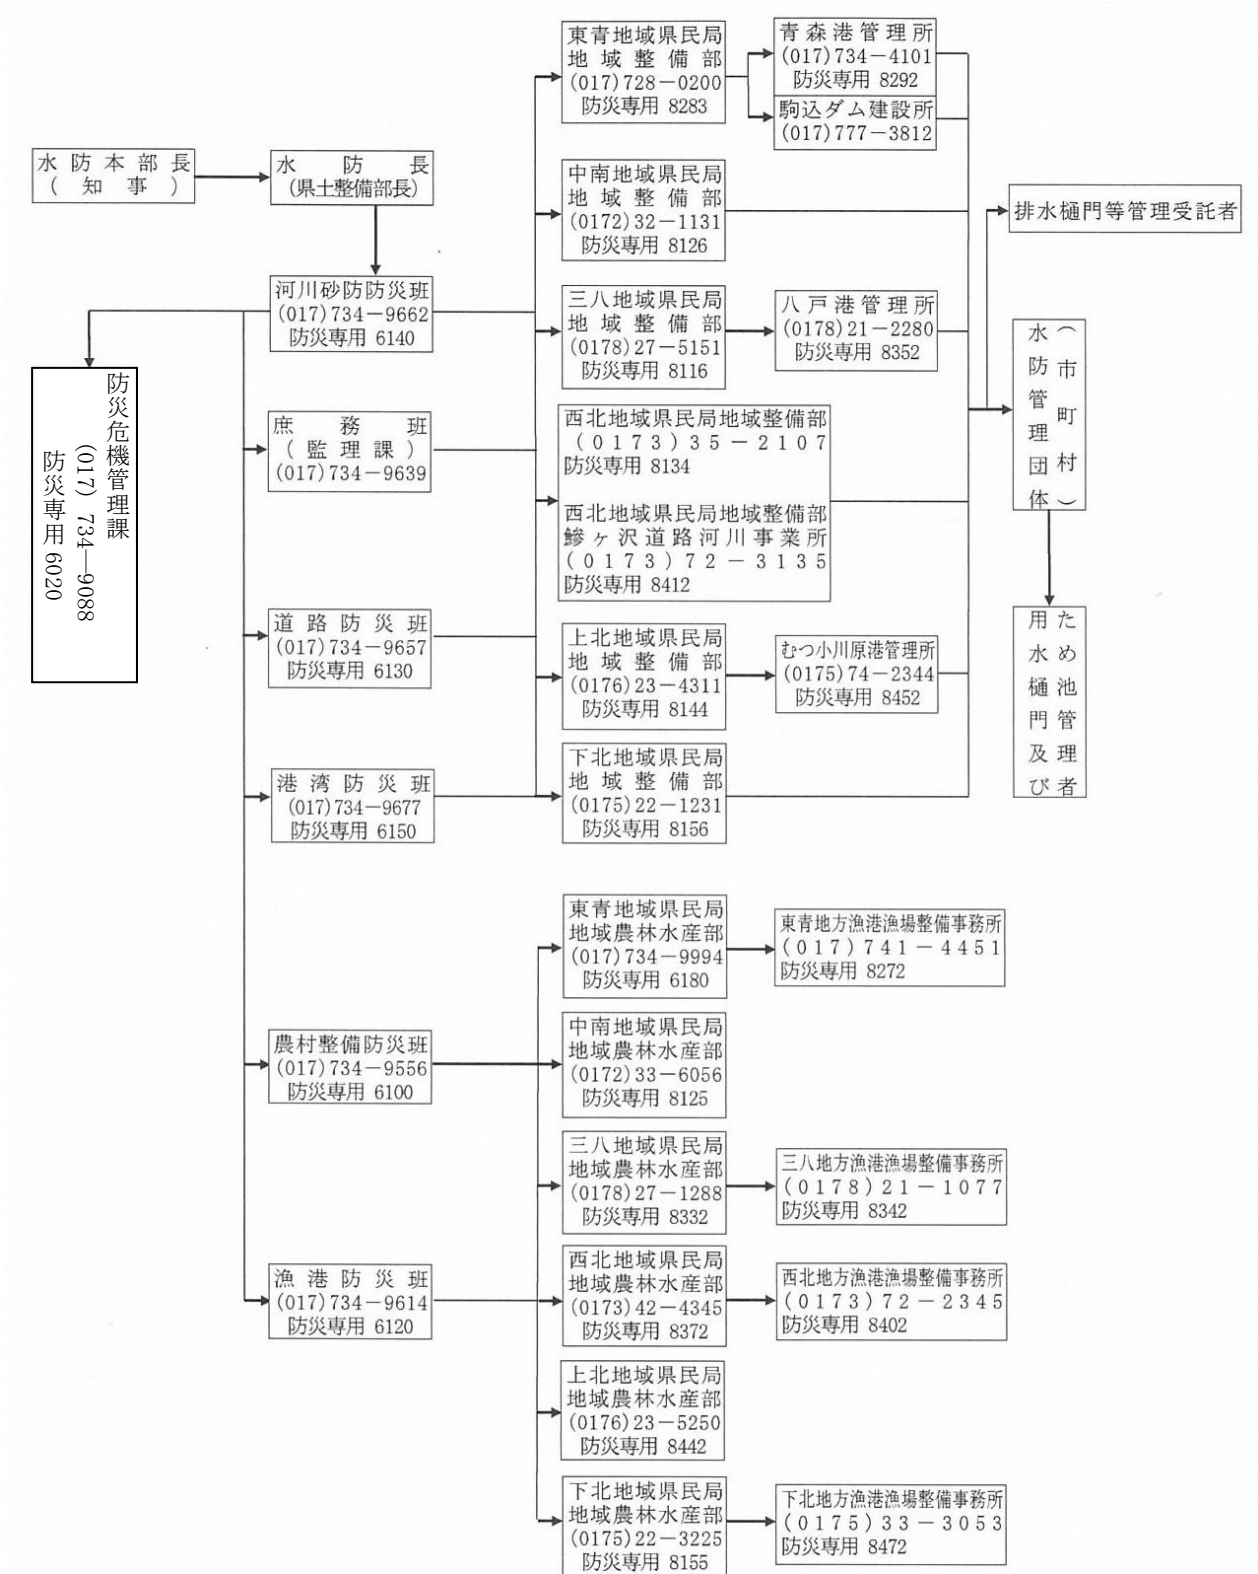 水防本部長
(知事)
水防長
(県土整備部長)
河川砂防防災班
(017)734－9662
防災専用 6140
防災危機管理課
(017) 734―9088
防災専用 6020
庶務班
(監理課)
(017)734－9639
道路防災班
(017)734－9657
防災専用 6130
港湾防災班
(017)734－9677
防災専用 6150
農村整備防災班
(017)734－9556
防災専用 6100
漁港防災班
(017)734－9614
防災専用 6120
東青地域県民局
地域整備部
(017)728－0200
防災専用 8283
中南地域県民局
地域整備部
(0172)32－1131
防災専用 8126
三八地域県民局
地域整備部
(0178)27－5151
防災専用 8116
西北地域県民局地域整備部
(0173)35－2107
防災専用 8134
西北地域県民局地域整備部
鰺ヶ沢道路河川事業所
(0173)72－3135
防災専用 8412
上北地域県民局
地域整備部
(0176)23－4311
防災専用 8144
下北地域県民局
地域整備部
(0175)22－1231
防災専用 8156
東青地域県民局
地域農林水産部
(017)734－9994
防災専用 6180
中南地域県民局
地域農林水産部
(0172)33－6056
防災専用 8125
三八地域県民局
地域農林水産部
(0178)27－1288
防災専用 8332
西北地域県民局
地域農林水産部
(0173)42－4345
防災専用 8372
上北地域県民局
地域農林水産部
(0176)23－5250
防災専用 8442
下北地域県民局
地域農林水産部
(0175)22－3225
防災専用 8155
青森港管理所
(017)734－4101
防災専用 8292
駒込ダム建設所
(017)777－3812
八戸港管理所
(0178)21－2280
防災専用 8352
むつ小川原港管理所
(0175)74－2344
防災専用 8452
東青地方漁港漁場整備事務所
(017)741－4451
防災専用 8272
三八地方漁港漁場整備事務所
(0178)21－1077
防災専用 8342
西北地方漁港漁場整備事務所
(0173)72－2345
防災専用 8402
下北地方漁港漁場整備事務所
(0175)33－3053
防災専用 8472
排水樋門等管理受託者
水防管理団体
(市町村)
用水樋門及び
ため池管理者